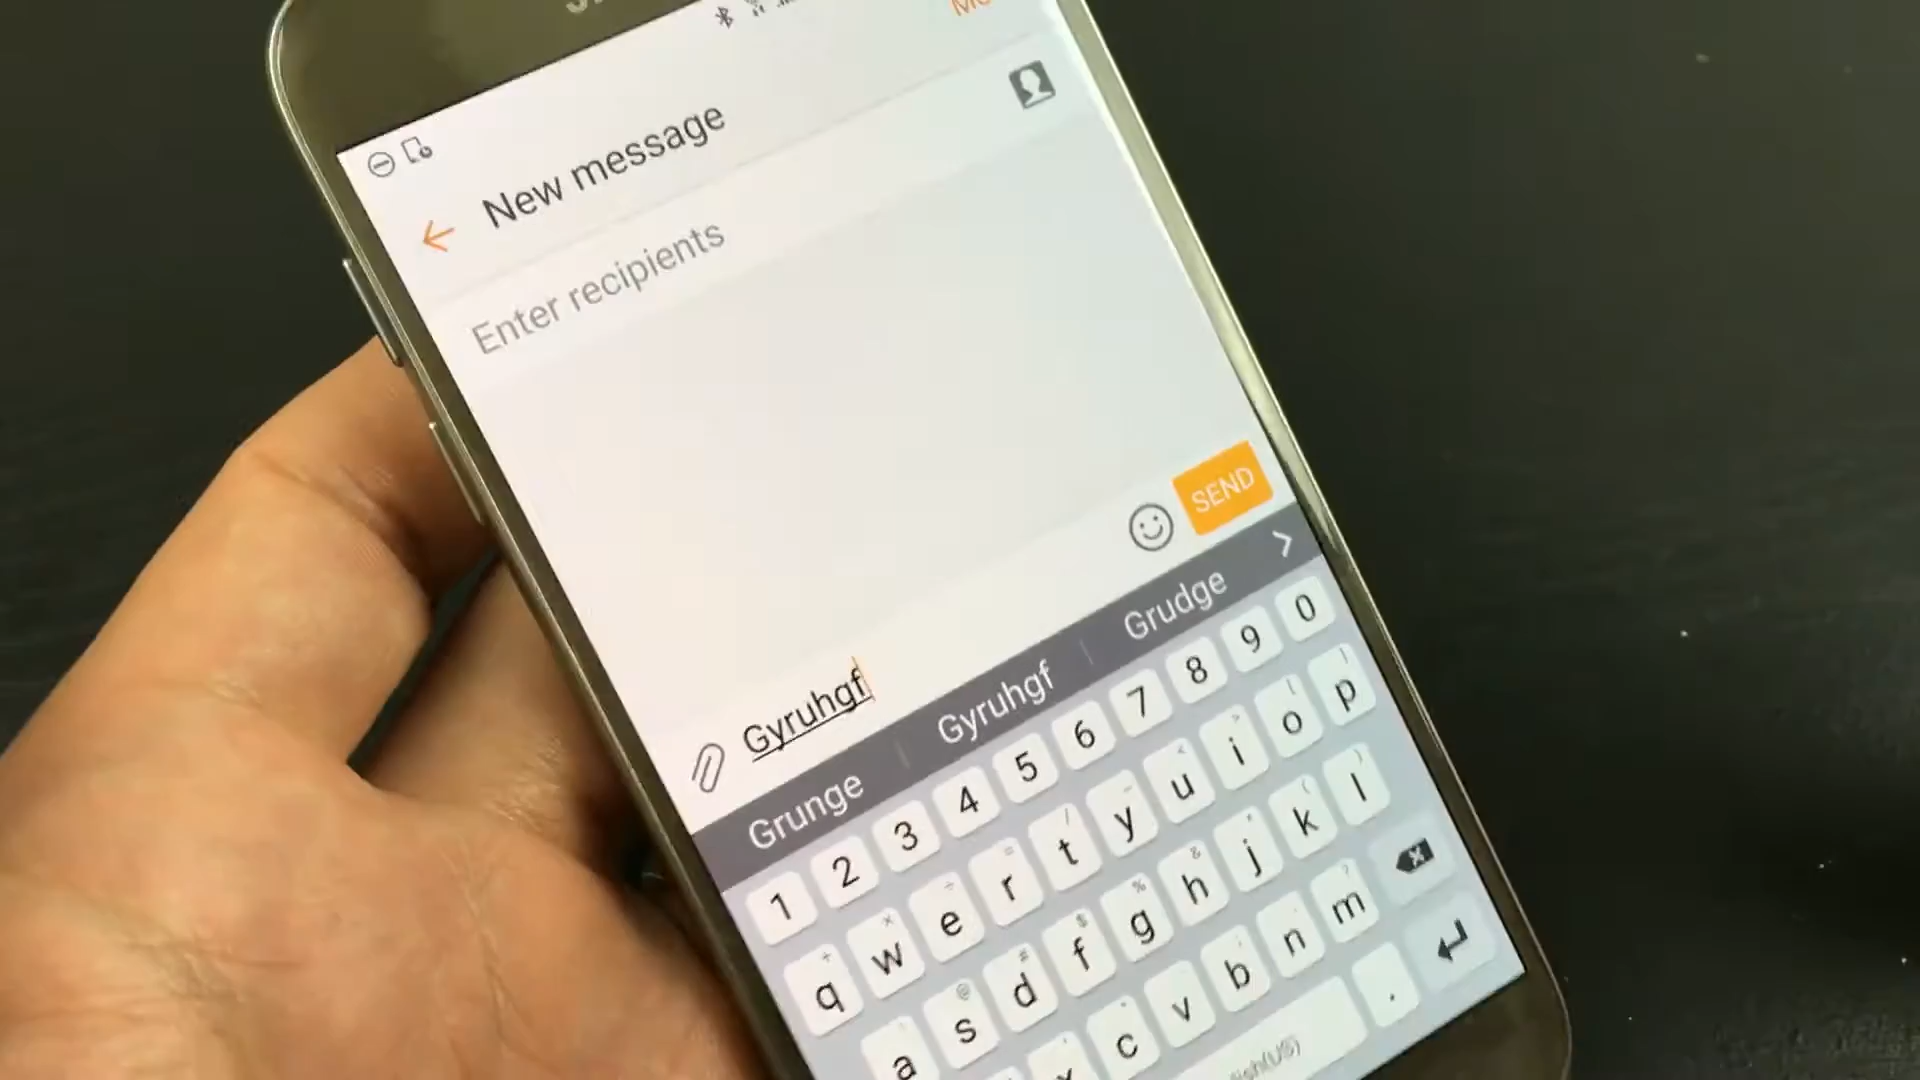 New message
Enter recipients
SEND
Gyruhgf
Grunge Gyruhgf Grudge
1 2 3 4 5 6 7 8 9 0
q w e r t y u i o p
a s d f g h j k l
c v b n m
.